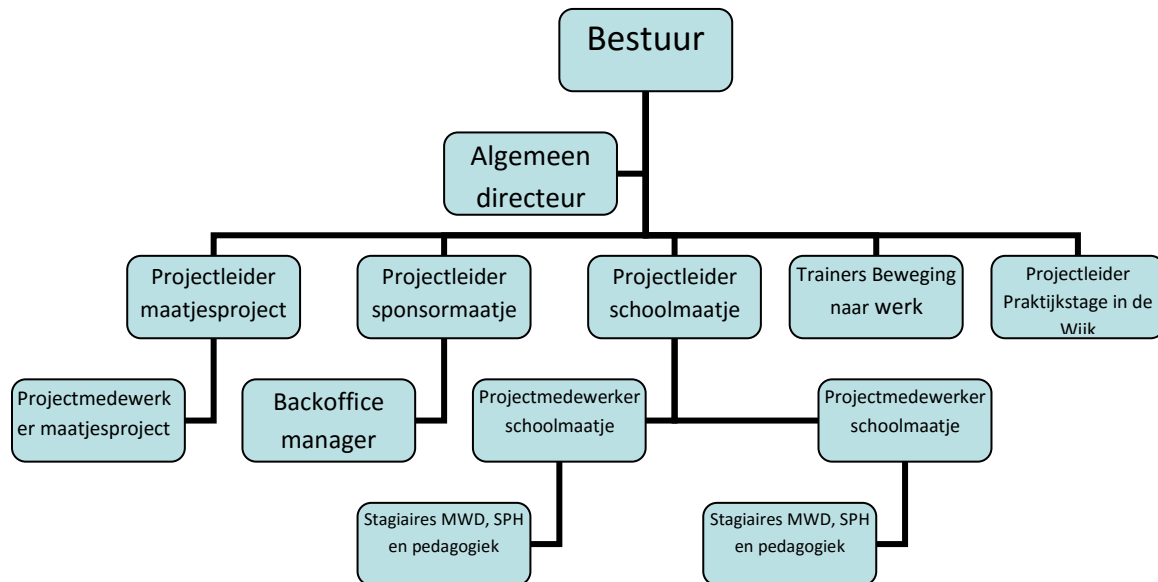 Bestuur
Algemeen
directeur
Projectleider
maatjesproject
Projectleider
sponsormaatje
Projectleider
schoolmaatje
Trainers Beweging
naar werk
Projectleider
Praktijkstage in de
Wijk
Projectmedewerk
er maatjesproject
Backoffice
manager
Projectmedewerker
schoolmaatje
Projectmedewerker
schoolmaatje
Stagiaires MWD, SPH
en pedagogiek
Stagiaires MWD, SPH
en pedagogiek